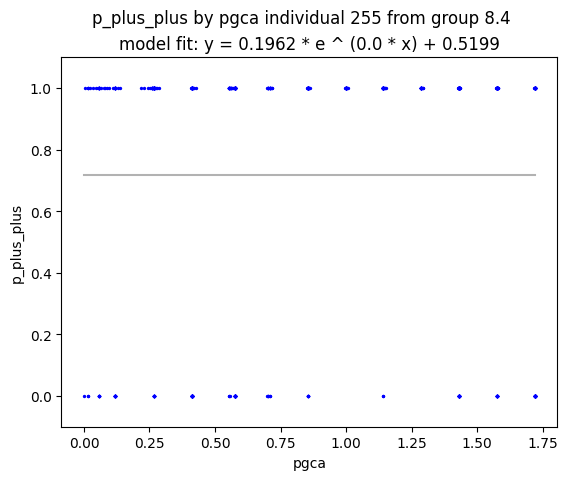 p_plus_plus by pgca individual 255 from group 8.4
model fit: y = 0.1962 * e ^ (0.0 * x) + 0.5199
1.0
0.8
0.6
0.4
0.2
0.0
p_plus_plus
0.00 0.25 0.50 0.75 1.00 1.25 1.50 1.75
pgca